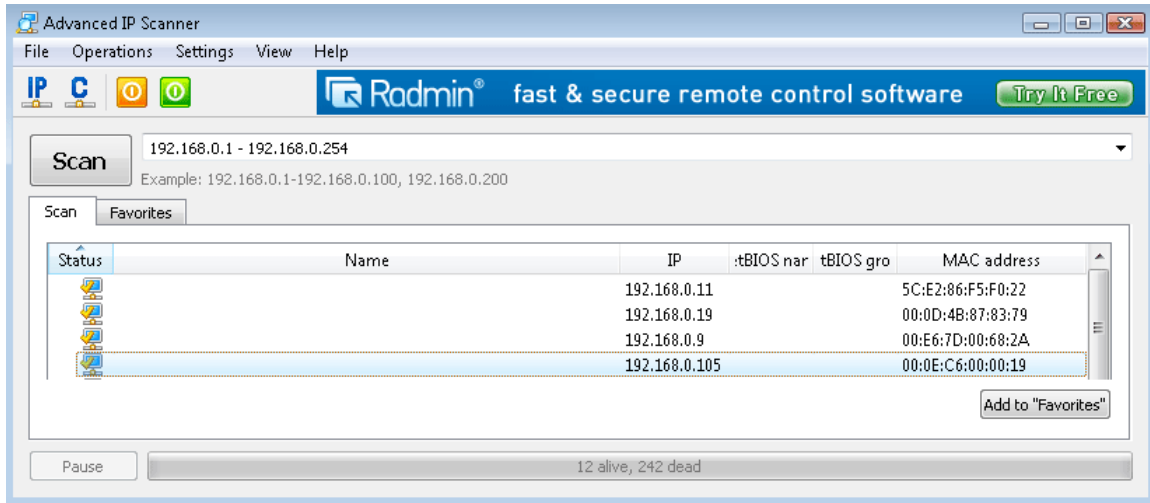 Advanced IP Scanner
File Operations Settings View Help
IP C Radmin® fast & secure remote control software Try It Free
Scan 192.168.0.1 - 192.168.0.254
Example: 192.168.0.1-192.168.0.100, 192.168.0.200
Scan Favorites
Status Name IP :tBIOS nar tBIOS gro MAC address
192.168.0.11 5C:E2:86:F5:F0:22
192.168.0.19 00:0D:4B:87:83:79
192.168.0.9 00:E6:7D:00:68:2A
192.168.0.105 00:0E:C6:00:00:19
Add to "Favorites"
Pause 12 alive, 242 dead